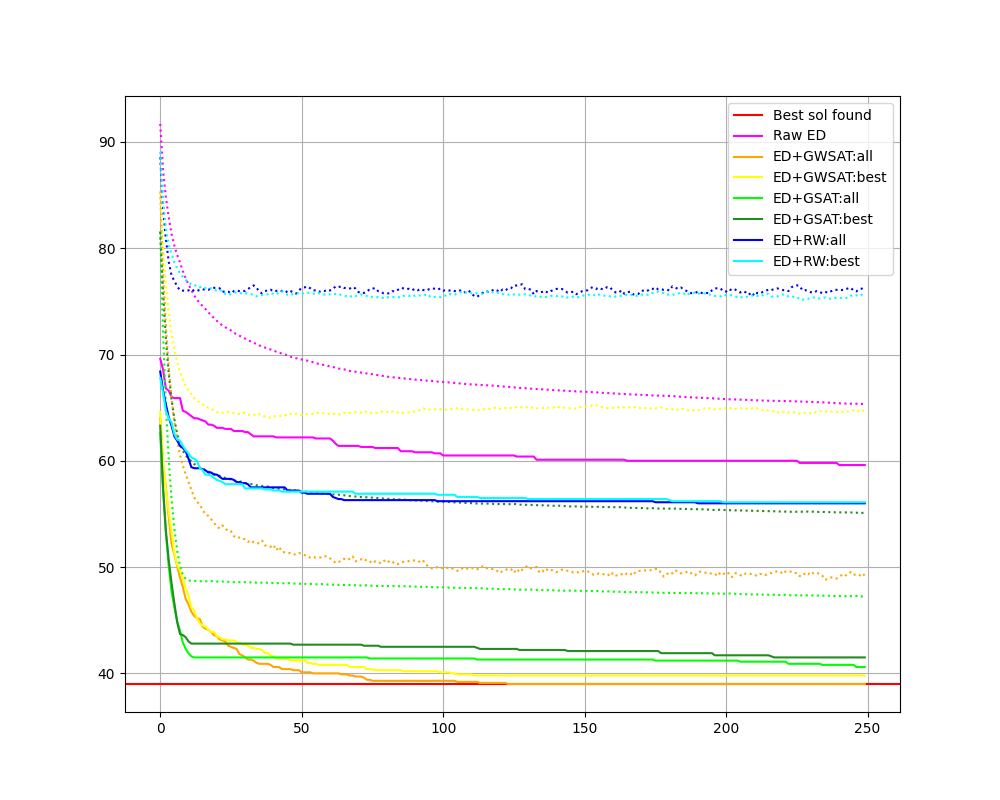 90
80
70
60
50
40
0
50
100
150
200
250
Best sol found
Raw ED
ED+GWSAT:all
ED+GWSAT:best
ED+GSAT:all
ED+GSAT:best
ED+RW:all
ED+RW:best